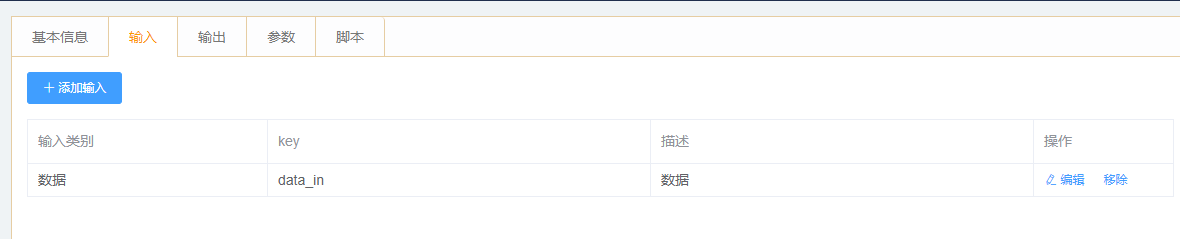 基本信息 输入 输出 参数 脚本
添加输入
输入类别 key 描述 操作
数据 data_in 数据 编辑 移除